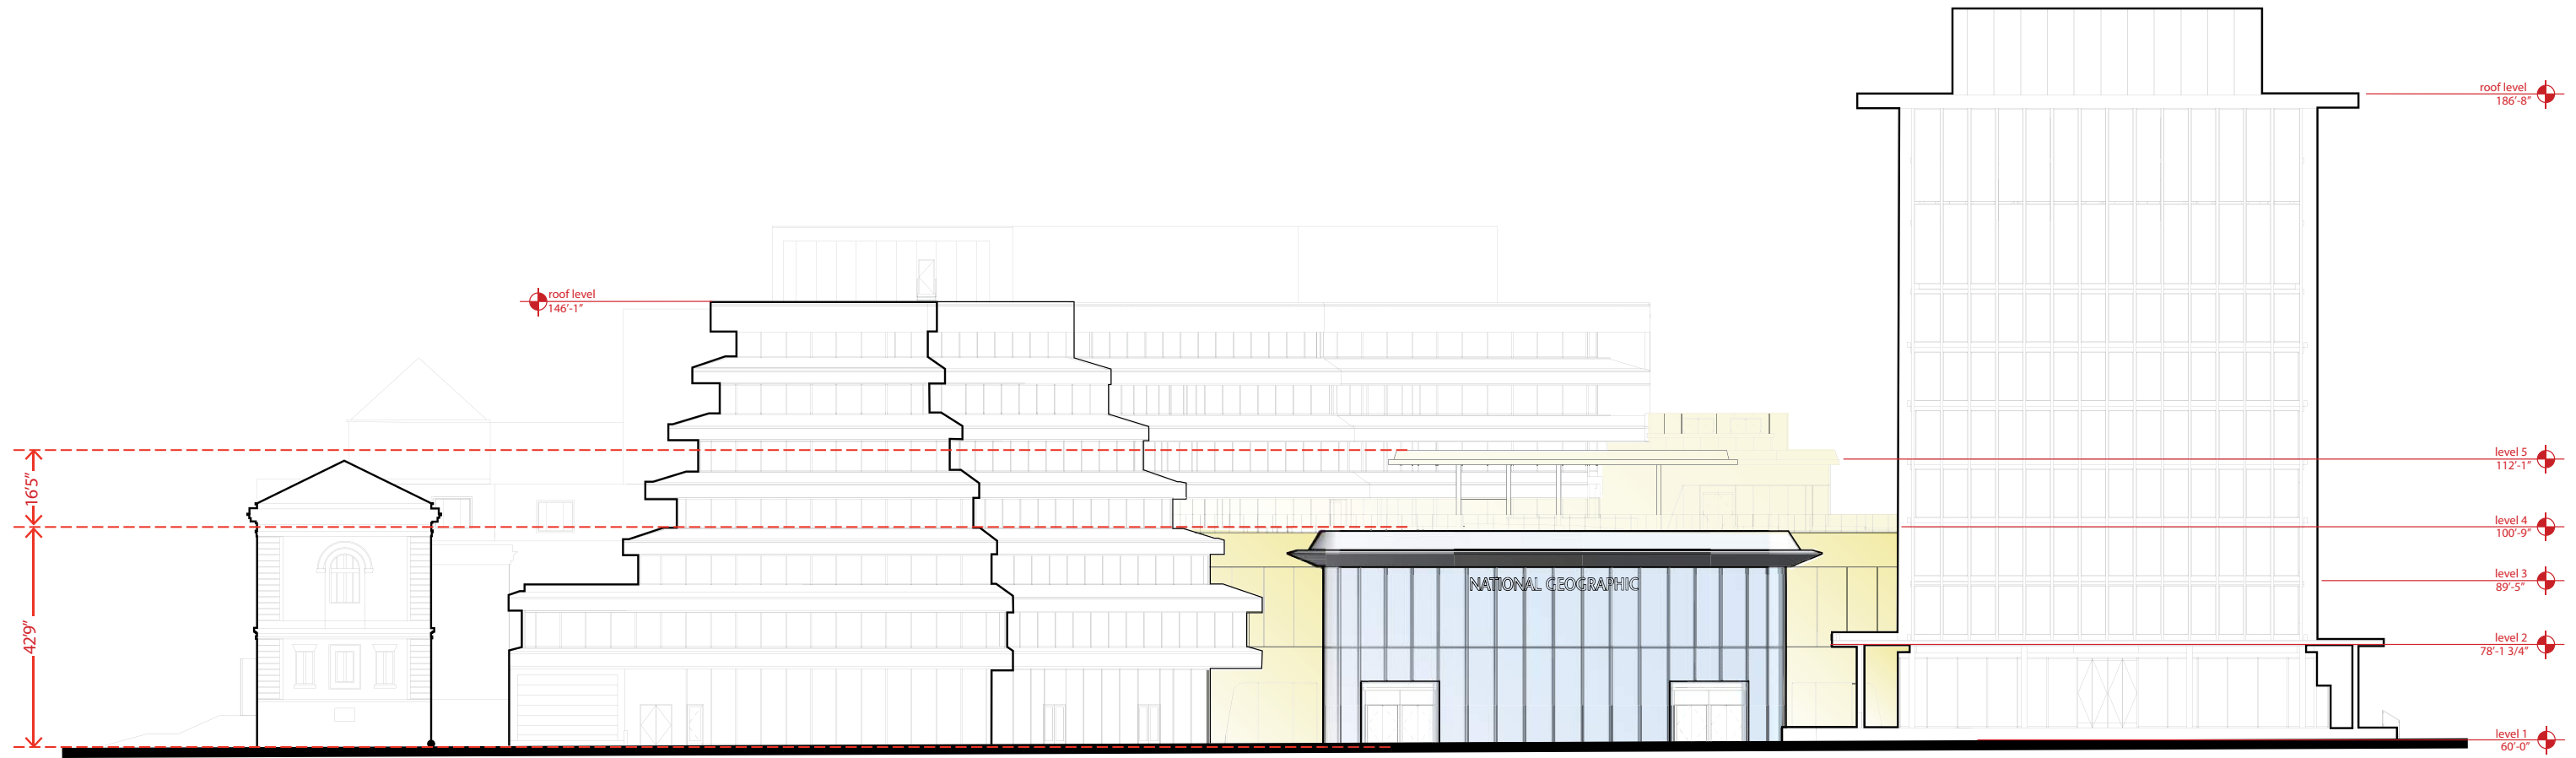 roof level
186'-8"
roof level
146'-1"
level 5
112'-1"
16'5"
level 4
100'-9"
NATIONAL GEOGRAPHIC
level 3
89'-5"
42'9"
level 2
78'-1 3/4"
level 1
60'-0"